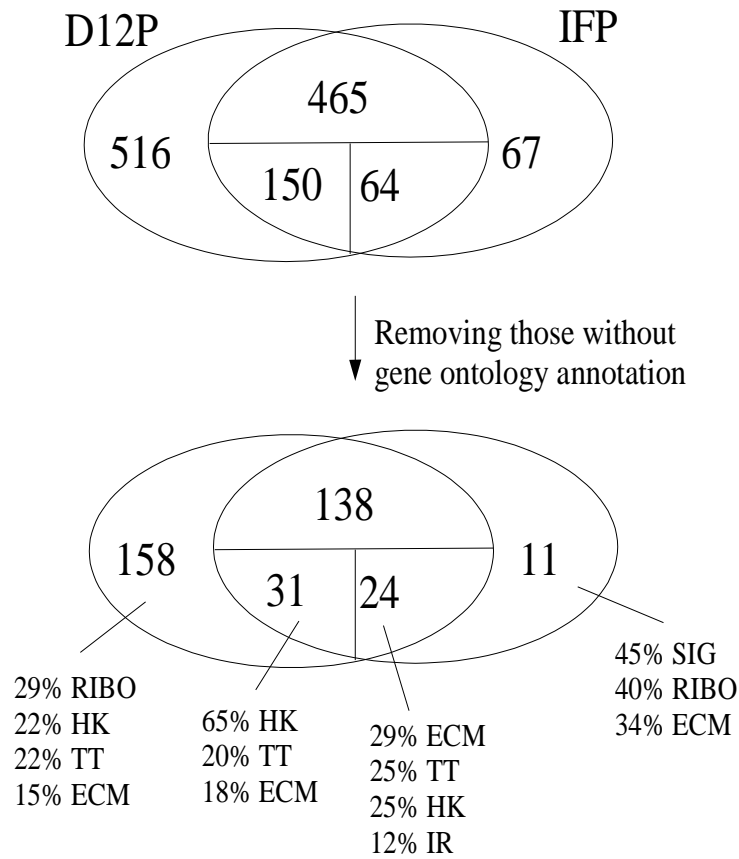 D12P
IFP
465
516
67
150
64
Removing those without
gene ontology annotation
138
158
11
31
24
29% RIBO
22% HK
22% TT
15% ECM
65% HK
20% TT
18% ECM
29% ECM
25% TT
25% HK
12% IR
45% SIG
40% RIBO
34% ECM